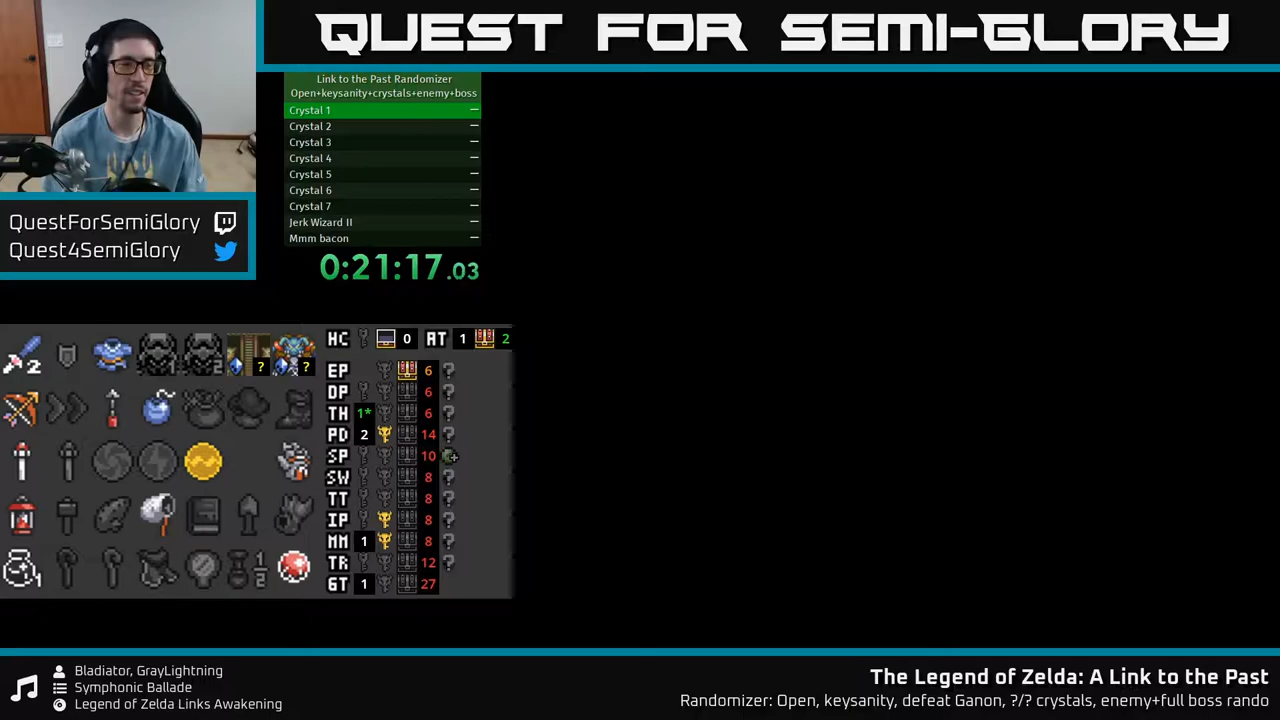 QUEST FOR SEMI-GLORY
Link to the Past Randomizer
Open+keysanity+crystals+enemy+boss
Crystal 1 —
Crystal 2 —
Crystal 3 —
Crystal 4 —
Crystal 5 —
Crystal 6 —
Crystal 7 —
Jerk Wizard II —
Mmm bacon —
0:21:17.03
QuestForSemiGlory
Quest4SemiGlory
2 ? ?
1 2
1/2
HC 0 AT 1 2
EP 6 ?
DP 6 ?
TH 1* 6 ?
PD 2 14 ?
SP 10
SW 8 ?
TT 8 ?
IP 8 ?
MM 1 8 ?
TR 12 ?
GT 1 27
Bladiator, GrayLightning
Symphonic Ballade
Legend of Zelda Links Awakening
The Legend of Zelda: A Link to the Past
Randomizer: Open, keysanity, defeat Ganon, ?/? crystals, enemy+full boss rando